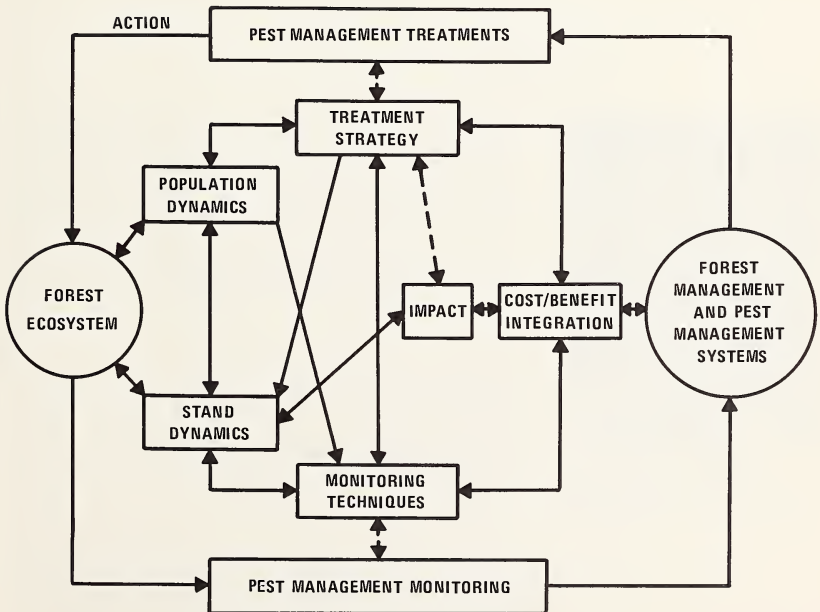 ACTION
PEST MANAGEMENT TREATMENTS
TREATMENT
STRATEGY
POPULATION
DYNAMICS
FOREST
ECOSYSTEM
IMPACT
COST/BENEFIT
INTEGRATION
FOREST
MANAGEMENT
AND PEST
MANAGEMENT
SYSTEMS
STAND
DYNAMICS
MONITORING
TECHNIQUES
PEST MANAGEMENT MONITORING